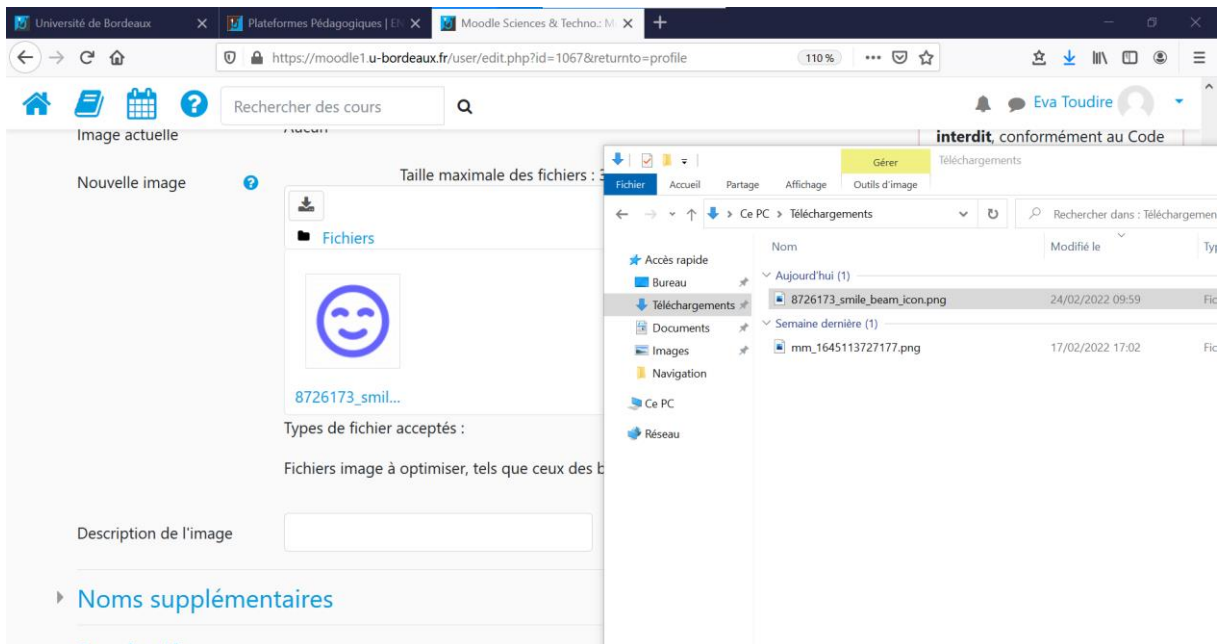 Université de Bordeaux
Plateformes Pédagogiques | EN
Moodle Sciences & Techno.: M
https://moodle1.u-bordeaux.fr/user/edit.php?id=1067&returnto=profile
110 %
Rechercher des cours
Eva Toudire
Image actuelle
Aucun
interdit, conformément au Code
Nouvelle image
Taille maximale des fichiers :
Fichiers
8726173_smil...
Types de fichier acceptés :
Fichiers image à optimiser, tels que ceux des
Description de l'image
Noms supplémentaires
Gérer
Téléchargements
Fichier
Accueil
Partage
Affichage
Outils d'image
Ce PC > Téléchargements
Rechercher dans : Téléchargemen
Nom
Modifié le
Typ
Accès rapide
Bureau
Téléchargements
Documents
Images
Navigation
Ce PC
Réseau
Aujourd'hui (1)
8726173_smile_beam_icon.png
24/02/2022 09:59
Fic
Semaine dernière (1)
mm_1645113727177.png
17/02/2022 17:02
Fic